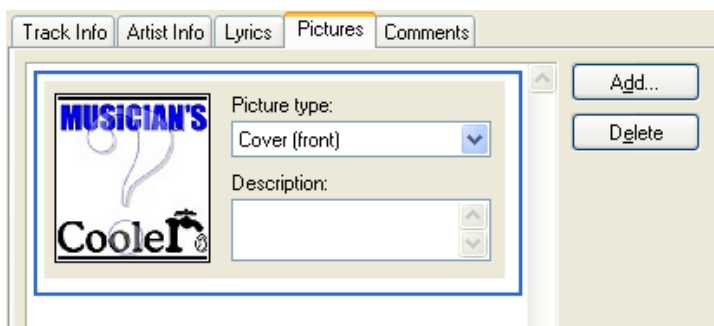 Track Info Artist Info Lyrics Pictures Comments
MUSICIAN'S
Cooler
Picture type:
Cover (front)
Description:
Add...
Delete